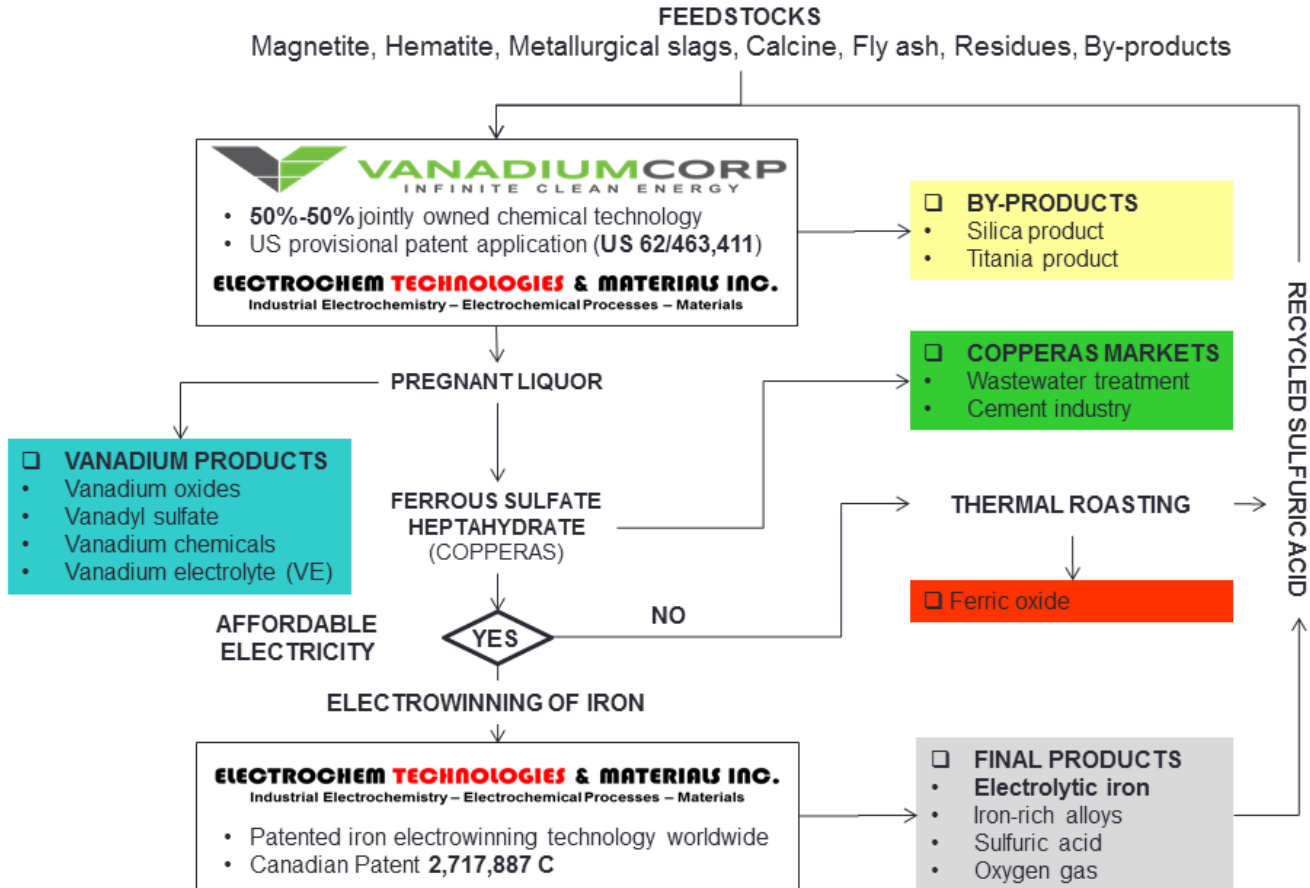 FEEDSTOCKS
Magnetite, Hematite, Metallurgical slags, Calcine, Fly ash, Residues, By-products
VANADIUMCORP
INFINITE CLEAN ENERGY
• 50%-50% jointly owned chemical technology
• US provisional patent application (US 62/463,411)
ELECTROCHEM TECHNOLOGIES & MATERIALS INC.
Industrial Electrochemistry – Electrochemical Processes – Materials
❑ BY-PRODUCTS
• Silica product
• Titania product
PREGNANT LIQUOR
❑ COPPERAS MARKETS
• Wastewater treatment
• Cement industry
❑ VANADIUM PRODUCTS
• Vanadium oxides
• Vanadyl sulfate
• Vanadium chemicals
• Vanadium electrolyte (VE)
FERROUS SULFATE
HEPTAHYDRATE
(COPPERAS)
THERMAL ROASTING
❑ Ferric oxide
RECYCLED SULFURIC ACID
AFFORDABLE
ELECTRICITY
YES
NO
ELECTROWINNING OF IRON
ELECTROCHEM TECHNOLOGIES & MATERIALS INC.
Industrial Electrochemistry – Electrochemical Processes – Materials
• Patented iron electrowinning technology worldwide
• Canadian Patent 2,717,887 C
❑ FINAL PRODUCTS
• Electrolytic iron
• Iron-rich alloys
• Sulfuric acid
• Oxygen gas